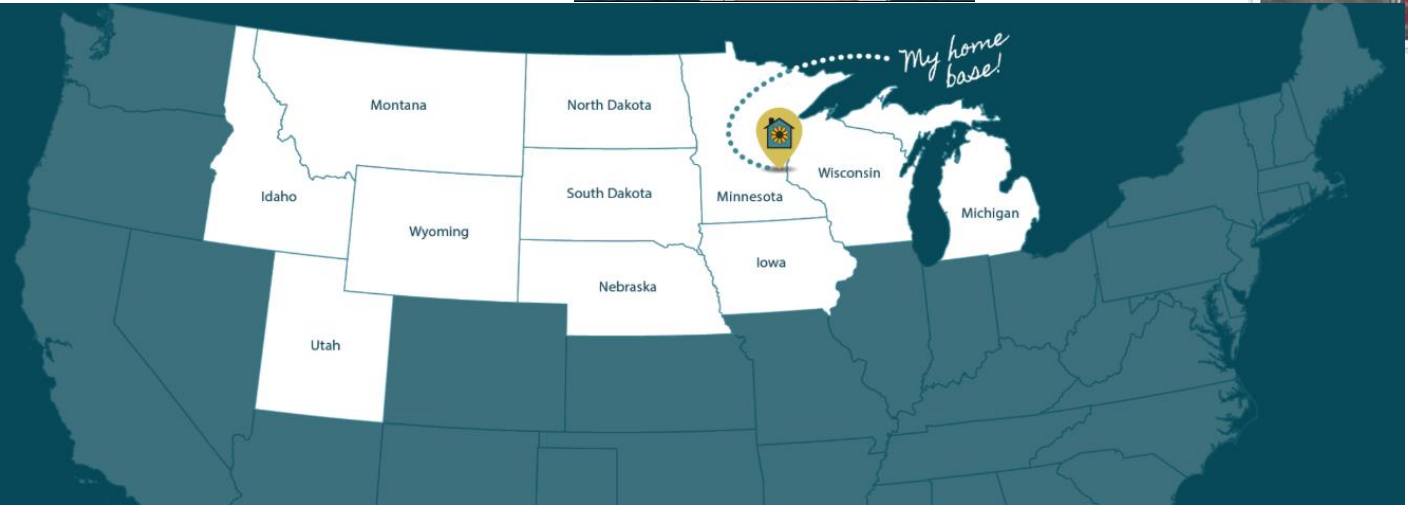 My home
base!
Montana
North Dakota
Idaho
South Dakota
Minnesota
Wisconsin
Michigan
Wyoming
Iowa
Nebraska
Utah